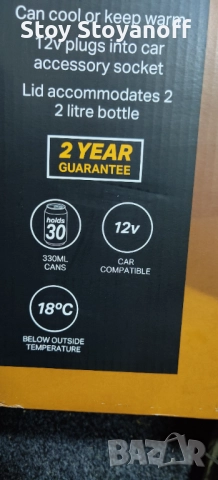 Can cool or keep warm
Stoy Stoyanoff
12v plugs into car
accessory socket
Lid accommodates 2
2 litre bottle
2 YEAR
GUARANTEE
holds
30
330ML
CANS
12v
CAR
COMPATIBLE
18ºC
BELOW OUTSIDE
TEMPERATURE
BAZAR